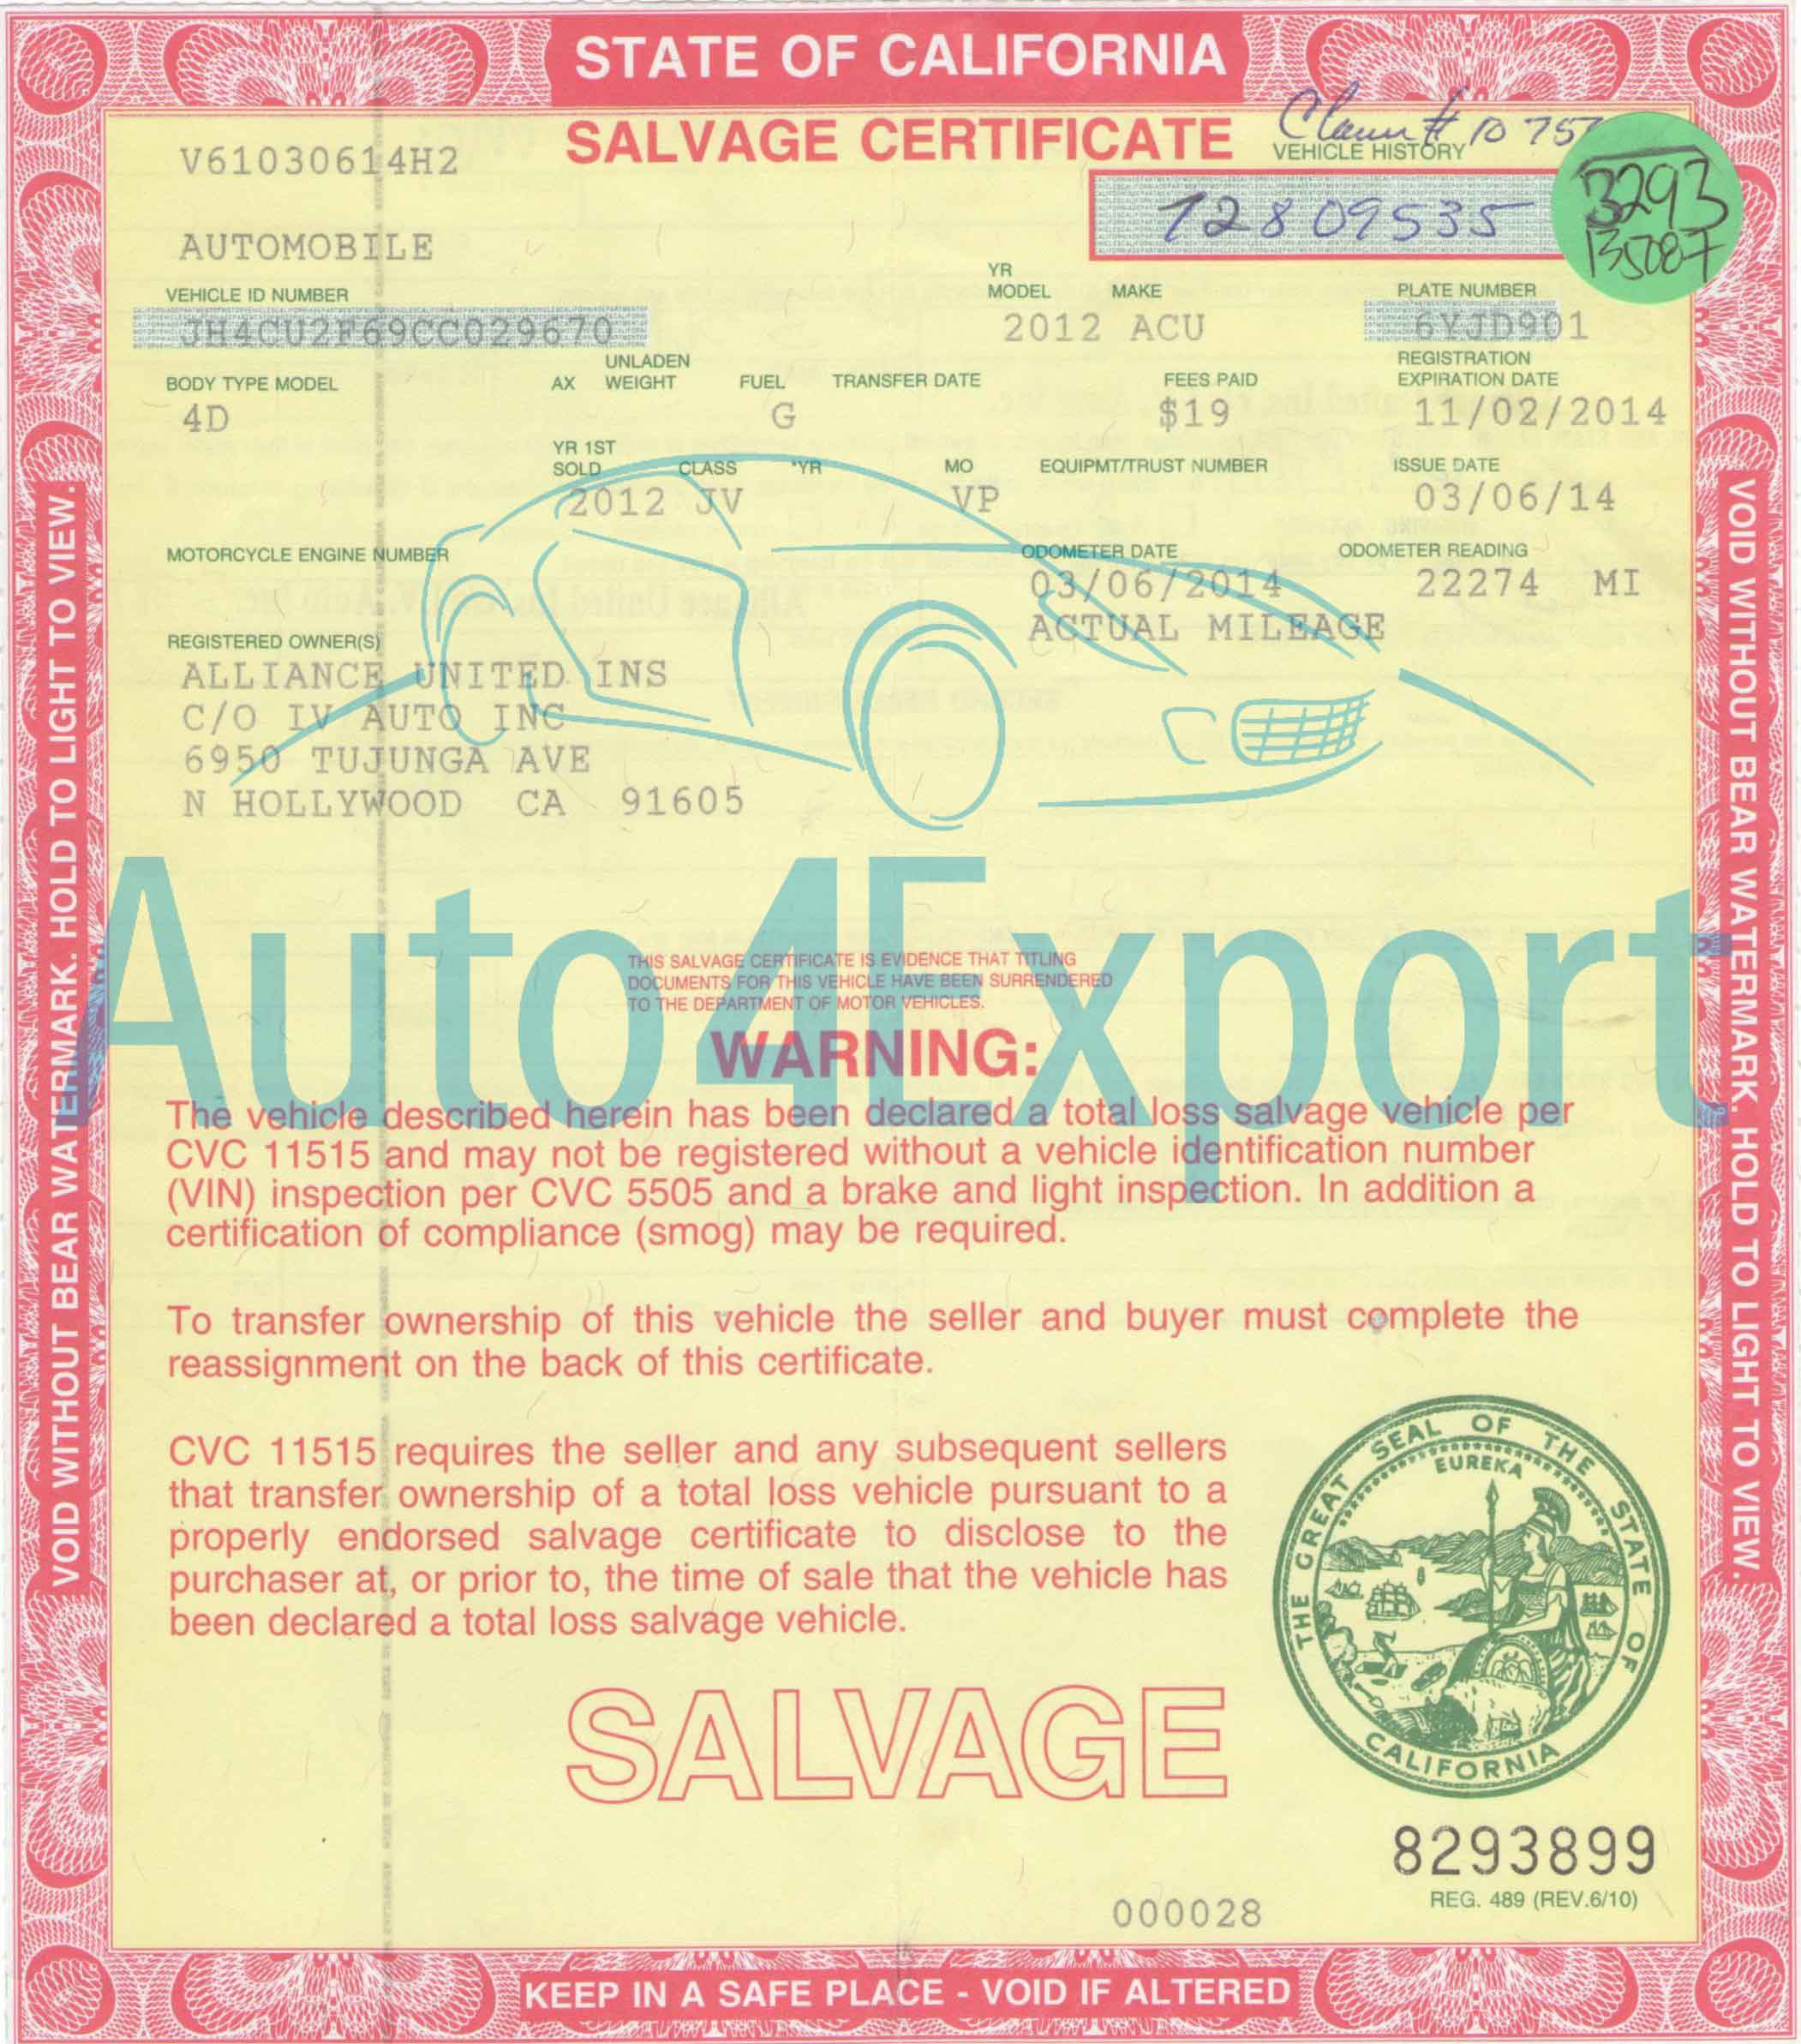 STATE OF CALIFORNIA
SALVAGE CERTIFICATE
Claim # 10 757
V61030614H2
VEHICLE HISTORY
12809535
3293
135087
AUTOMOBILE
VEHICLE ID NUMBER
YR MODEL MAKE PLATE NUMBER
JH4CU2F69CC029670 2012 ACU 6YJD901
BODY TYPE MODEL AX UNLADEN WEIGHT FUEL TRANSFER DATE FEES PAID REGISTRATION EXPIRATION DATE
4D G $19 11/02/2014
YR 1ST SOLD CLASS *YR MO EQUIPMT/TRUST NUMBER ISSUE DATE
2012 JV VP 03/06/14
MOTORCYCLE ENGINE NUMBER ODOMETER DATE ODOMETER READING
03/06/2014 22274 MI
ACTUAL MILEAGE
REGISTERED OWNER(S)
ALLIANCE UNITED INS
C/O IV AUTO INC
6950 TUJUNGA AVE
N HOLLYWOOD CA 91605
Auto4Export
THIS SALVAGE CERTIFICATE IS EVIDENCE THAT TITLING
DOCUMENTS FOR THIS VEHICLE HAVE BEEN SURRENDERED
TO THE DEPARTMENT OF MOTOR VEHICLES.
WARNING:
The vehicle described herein has been declared a total loss salvage vehicle per
CVC 11515 and may not be registered without a vehicle identification number
(VIN) inspection per CVC 5505 and a brake and light inspection. In addition a
certification of compliance (smog) may be required.
To transfer ownership of this vehicle the seller and buyer must complete the
reassignment on the back of this certificate.
CVC 11515 requires the seller and any subsequent sellers
that transfer ownership of a total loss vehicle pursuant to a
properly endorsed salvage certificate to disclose to the
purchaser at, or prior to, the time of sale that the vehicle has
been declared a total loss salvage vehicle.
THE GREAT SEAL OF THE STATE OF CALIFORNIA
EUREKA
SALVAGE
8293899
REG. 489 (REV.6/10)
000028
KEEP IN A SAFE PLACE - VOID IF ALTERED
VOID WITHOUT BEAR WATERMARK. HOLD TO LIGHT TO VIEW.
VOID WITHOUT BEAR WATERMARK. HOLD TO LIGHT TO VIEW.